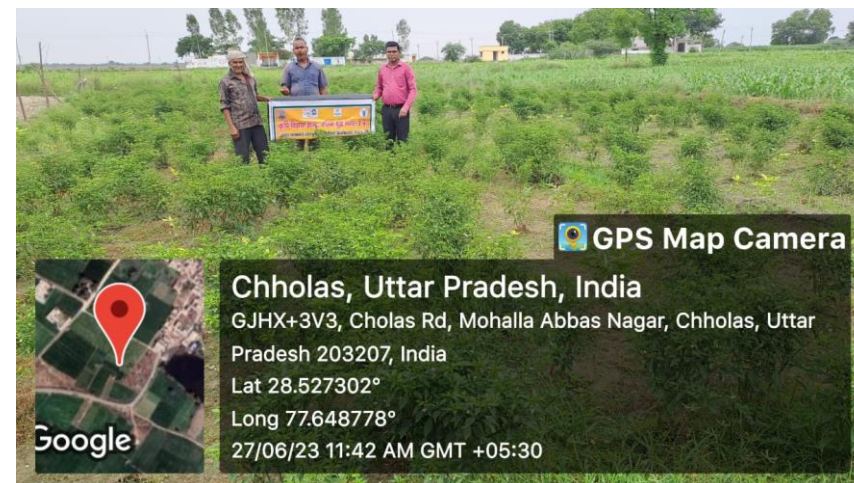 GPS Map Camera
Chholas, Uttar Pradesh, India
GJHX+3V3, Cholas Rd, Mohalla Abbas Nagar, Chholas, Uttar
Pradesh 203207, India
Lat 28.527302°
Long 77.648778°
27/06/23 11:42 AM GMT +05:30
Google